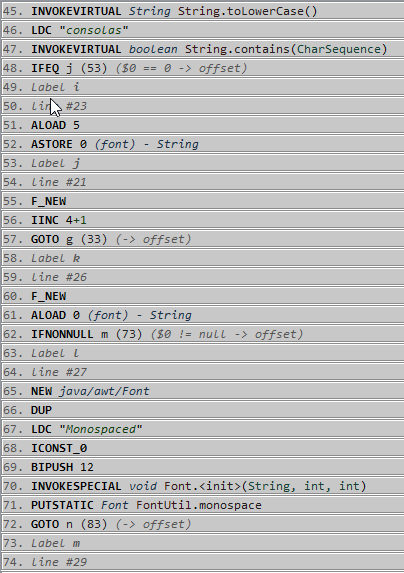 45. INVOKEVIRTUAL String String.toLowerCase()
46. LDC "consolas"
47. INVOKEVIRTUAL boolean String.contains(CharSequence)
48. IFEQ j (53) ($0 == 0 -> offset)
49. Label i
50. line #23
51. ALOAD 5
52. ASTORE 0 (font) - String
53. Label j
54. line #21
55. F_NEW
56. IINC 4+1
57. GOTO g (33) (-> offset)
58. Label k
59. line #26
60. F_NEW
61. ALOAD 0 (font) - String
62. IFNONNULL m (73) ($0 != null -> offset)
63. Label l
64. line #27
65. NEW java/awt/Font
66. DUP
67. LDC "Monospaced"
68. ICONST_0
69. BIPUSH 12
70. INVOKESPECIAL void Font.<init>(String, int, int)
71. PUTSTATIC Font FontUtil.monospace
72. GOTO n (83) (-> offset)
73. Label m
74. line #29